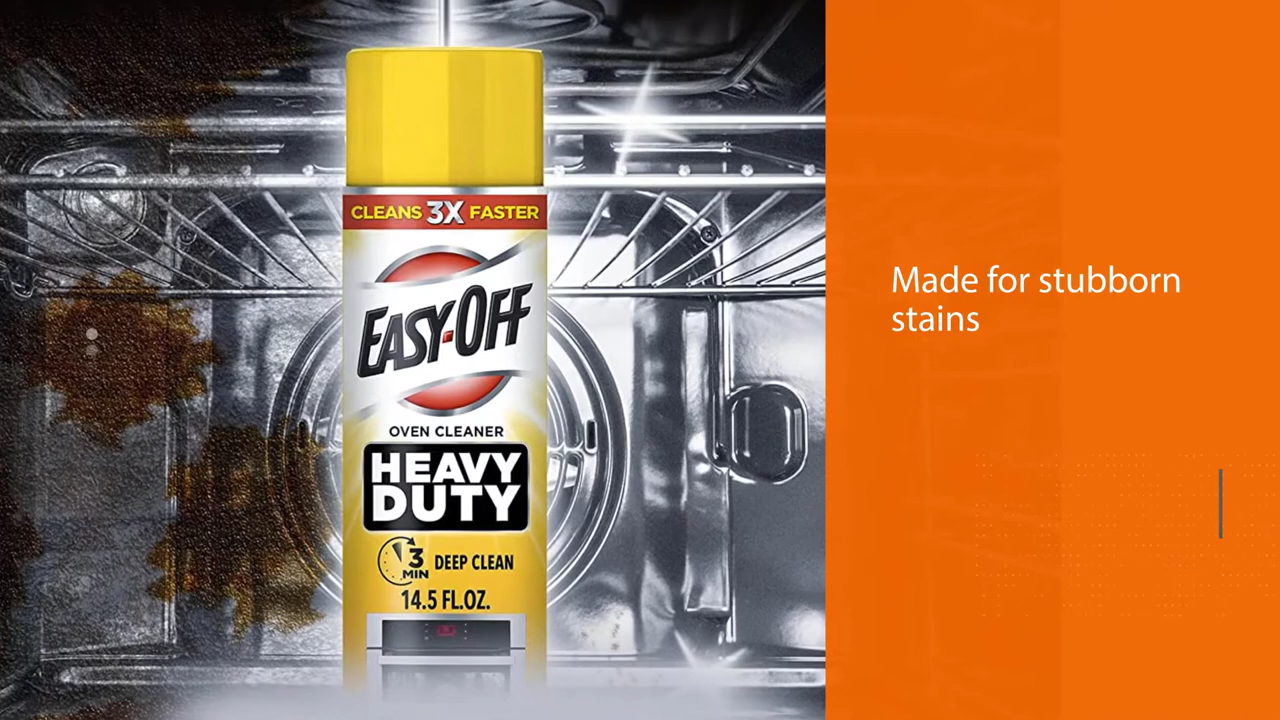 CLEANS 3X FASTER
EASY-OFF
OVEN CLEANER
HEAVY
DUTY
3 MIN DEEP CLEAN
14.5 FL.OZ.
Made for stubborn
stains